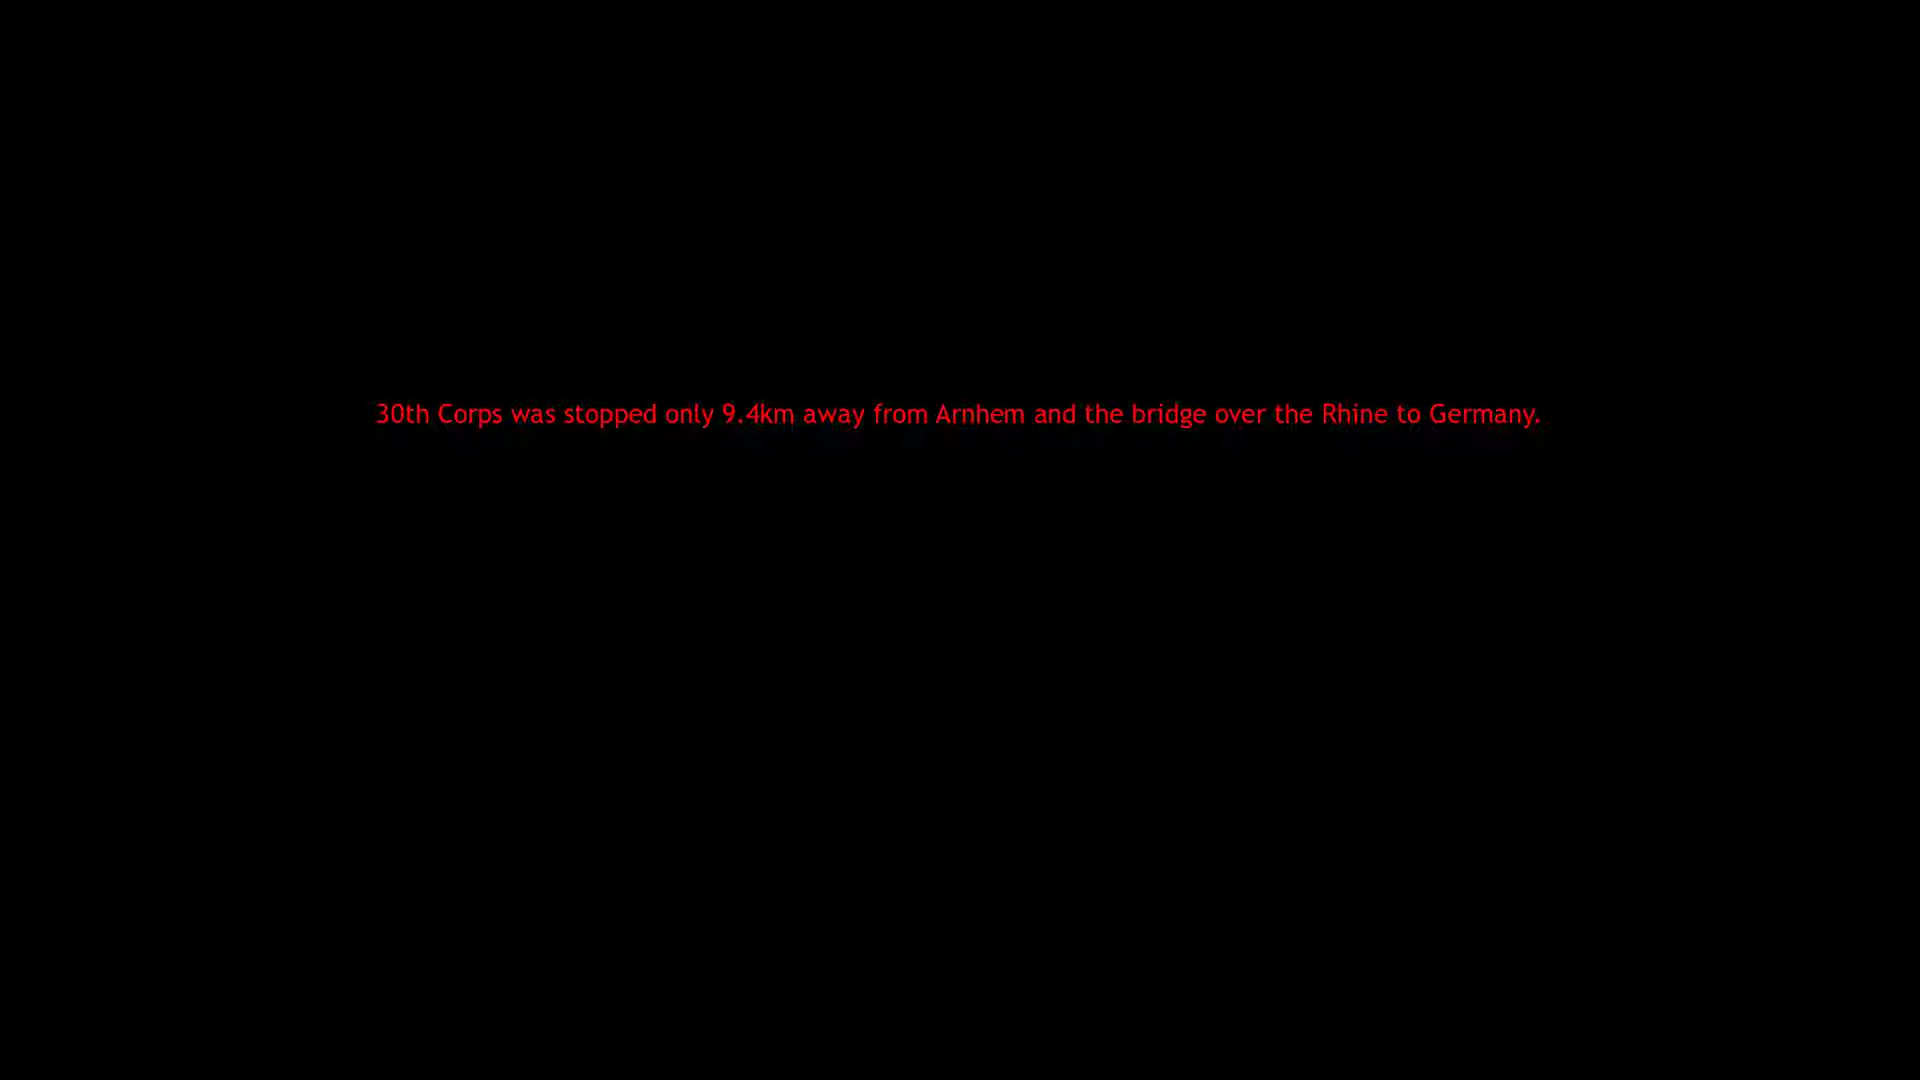 30th Corps was stopped only 9.4km away from Arnhem and the bridge over the Rhine to Germany.